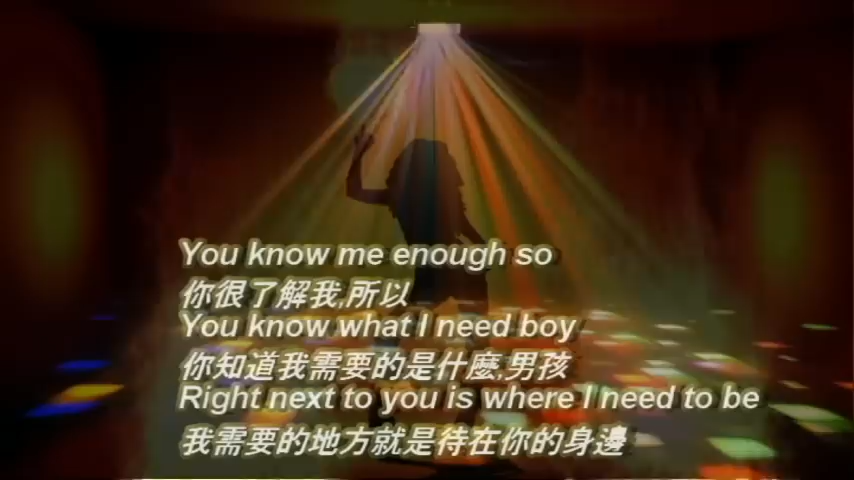 You know me enough so
你很了解我,所以
You know what I need boy
你知道我需要的是什麼,男孩
Right next to you is where I need to be
我需要的地方就是待在你的身邊